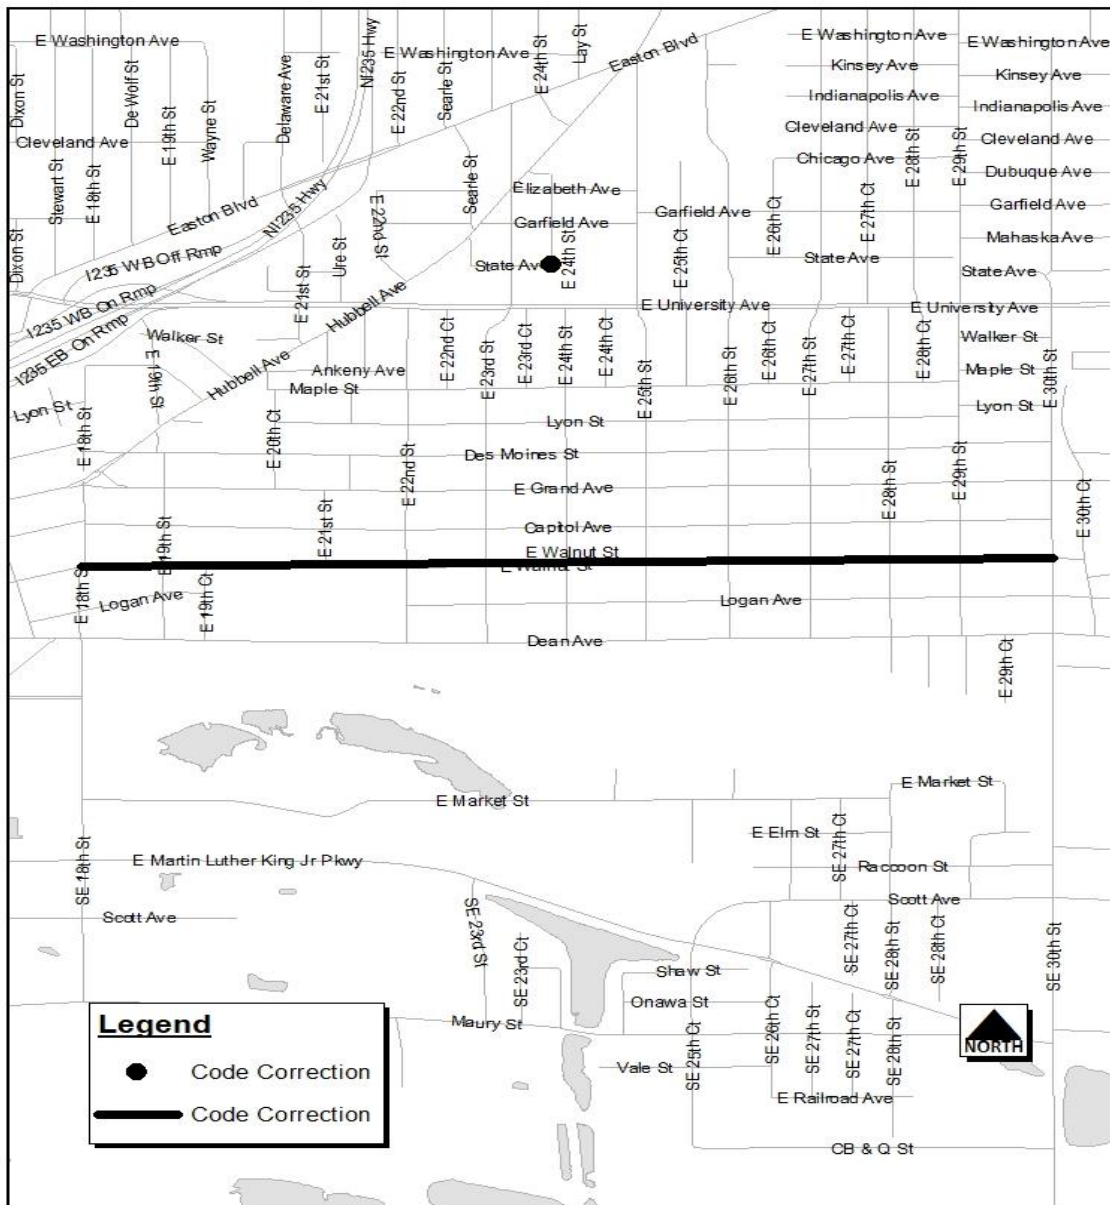 E Washington Ave
Dixon St
De Wolf St
E 19th St
Wayne St
Delaware Ave
E 21st St
NI235 Hwy
E 22nd St
E Washington Ave
Searle St
E 24th St
Lay St
Easton Blvd
E Washington Ave
E Washington Ave
Kinsey Ave
Kinsey Ave
Indianapolis Ave
Indianapolis Ave
Cleveland Ave
Cleveland Ave
Cleveland Ave
Chicago Ave
E 28th St
E 29th St
Dubuque Ave
Stewart St
E 18th St
Easton Blvd
NI235 Hwy
E 22nd St
Searle St
Elizabeth Ave
Garfield Ave
Garfield Ave
E 26th Ct
E 27th Ct
Garfield Ave
Mahaska Ave
Dixon St
I235 WB Off Rmp
Ure St
State Ave
E 24th St
E 25th Ct
State Ave
State Ave
I235 WB On Rmp
E 21st St
Hubbell Ave
E University Ave
E University Ave
I235 EB On Rmp
Walker St
E 19th St
Hubbell Ave
Ankeny Ave
Maple St
E 22nd Ct
E 23rd St
E 23rd Ct
E 24th St
E 24th Ct
E 25th St
E 26th St
E 26th Ct
E 27th St
E 27th Ct
E 28th Ct
Walker St
Maple St
E 30th St
Lyon St
Lyon St
Lyon St
E 18th St
E 20th Ct
E 22nd St
Des Moines St
E 28th St
E 29th St
E 30th Ct
E Grand Ave
E 21st St
E 19th St
Capitol Ave
E Walnut St
E Walnut St
E 18th St
Logan Ave
E 19th Ct
Logan Ave
Dean Ave
E 29th Ct
E Market St
E Market St
E Elm St
SE 27th Ct
SE 18th St
E Martin Luther King Jr Pkwy
Raccoon St
Scott Ave
Scott Ave
SE 23rd St
SE 23rd Ct
SE 27th Ct
SE 28th St
SE 28th Ct
SE 30th St
Shaw St
Onawa St
Maury St
SE 25th Ct
SE 26th Ct
SE 27th St
SE 27th Ct
SE 28th St
Vale St
E Railroad Ave
CB & Q St
NORTH
Legend
Code Correction
Code Correction